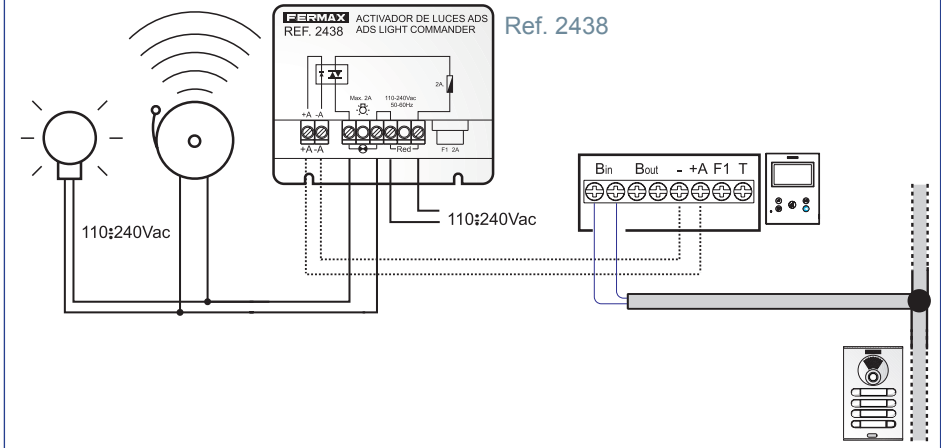 FERMAX ACTIVADOR DE LUCES ADS
REF. 2438 ADS LIGHT COMMANDER
Ref. 2438
2A.
Max. 2A 110-240Vac
50-60Hz
+A -A
+A -A Red F1 2A
110÷240Vac
110÷240Vac
Bin Bout - +A F1 T